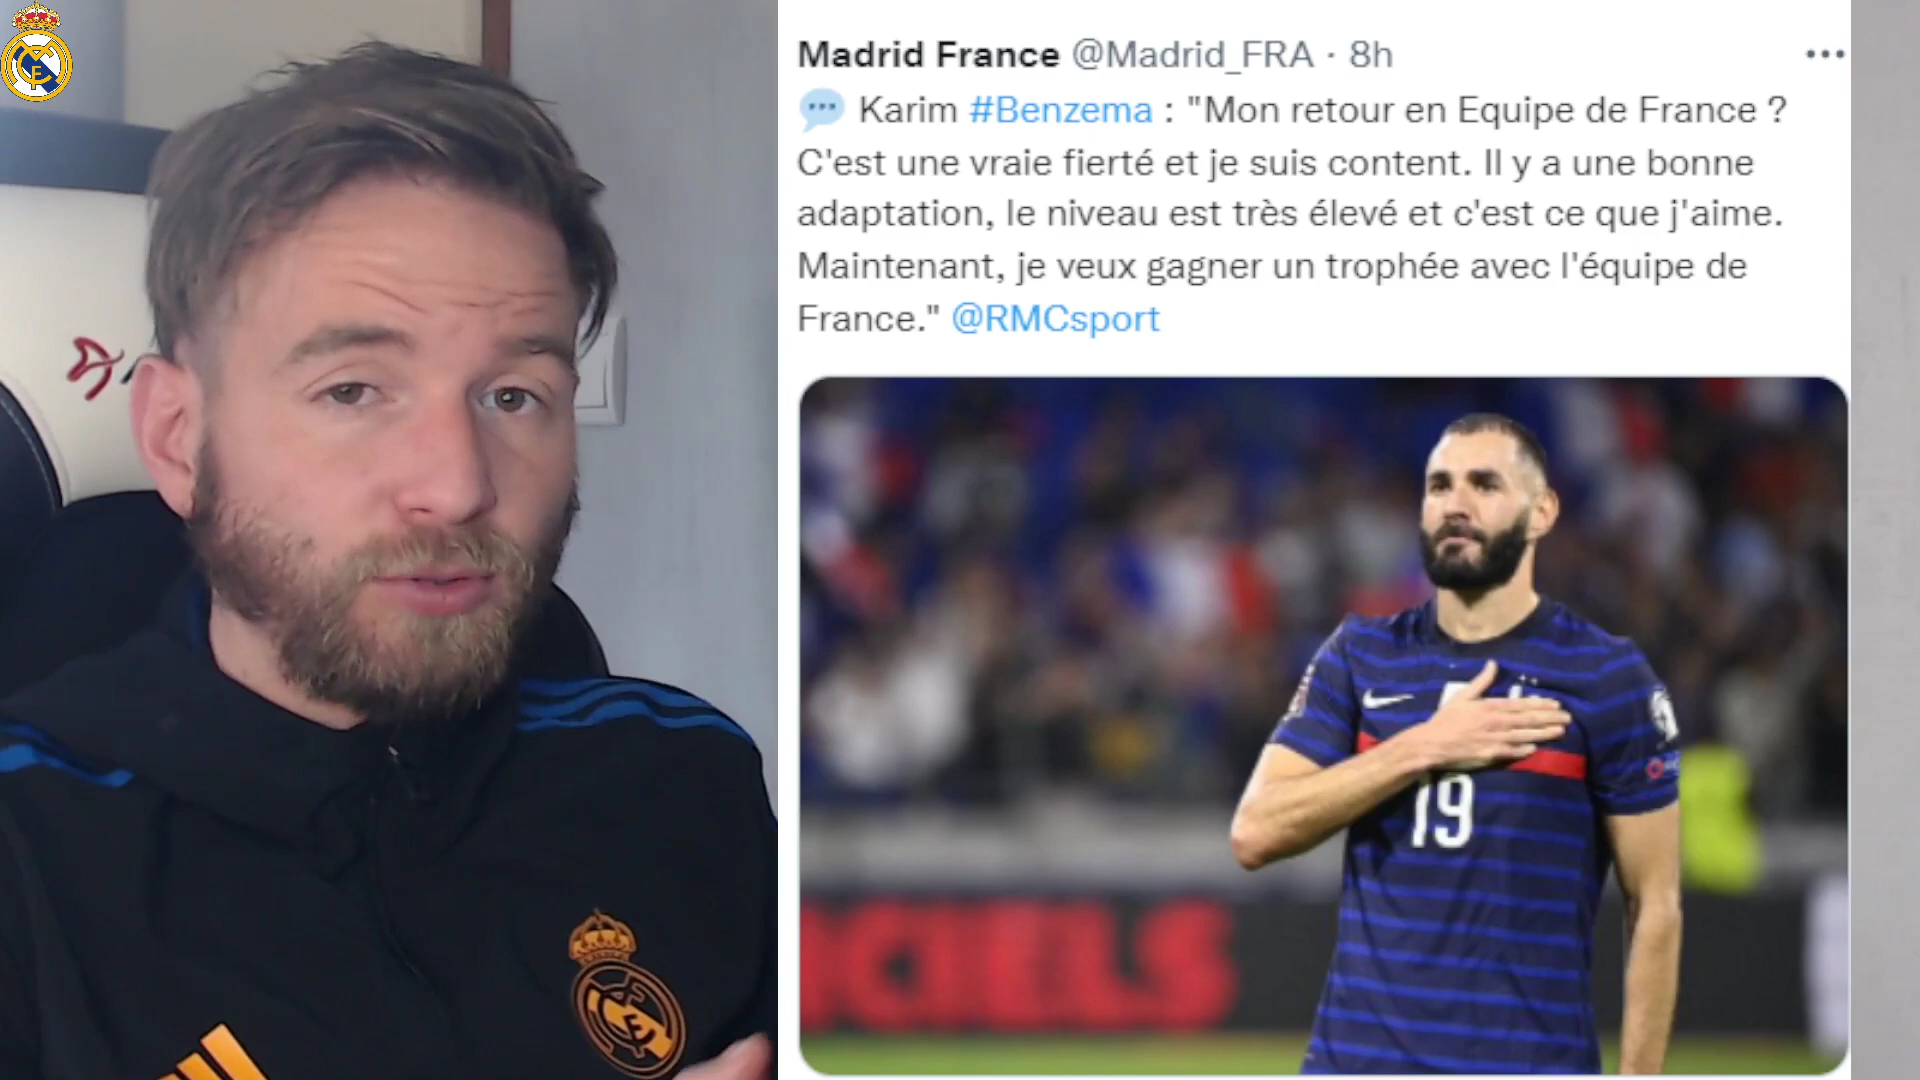 Madrid France @Madrid_FRA · 8h
Karim #Benzema : "Mon retour en Equipe de France ?
C'est une vraie fierté et je suis content. Il y a une bonne
adaptation, le niveau est très élevé et c'est ce que j'aime.
Maintenant, je veux gagner un trophée avec l'équipe de
France." @RMCsport
19
CIELS